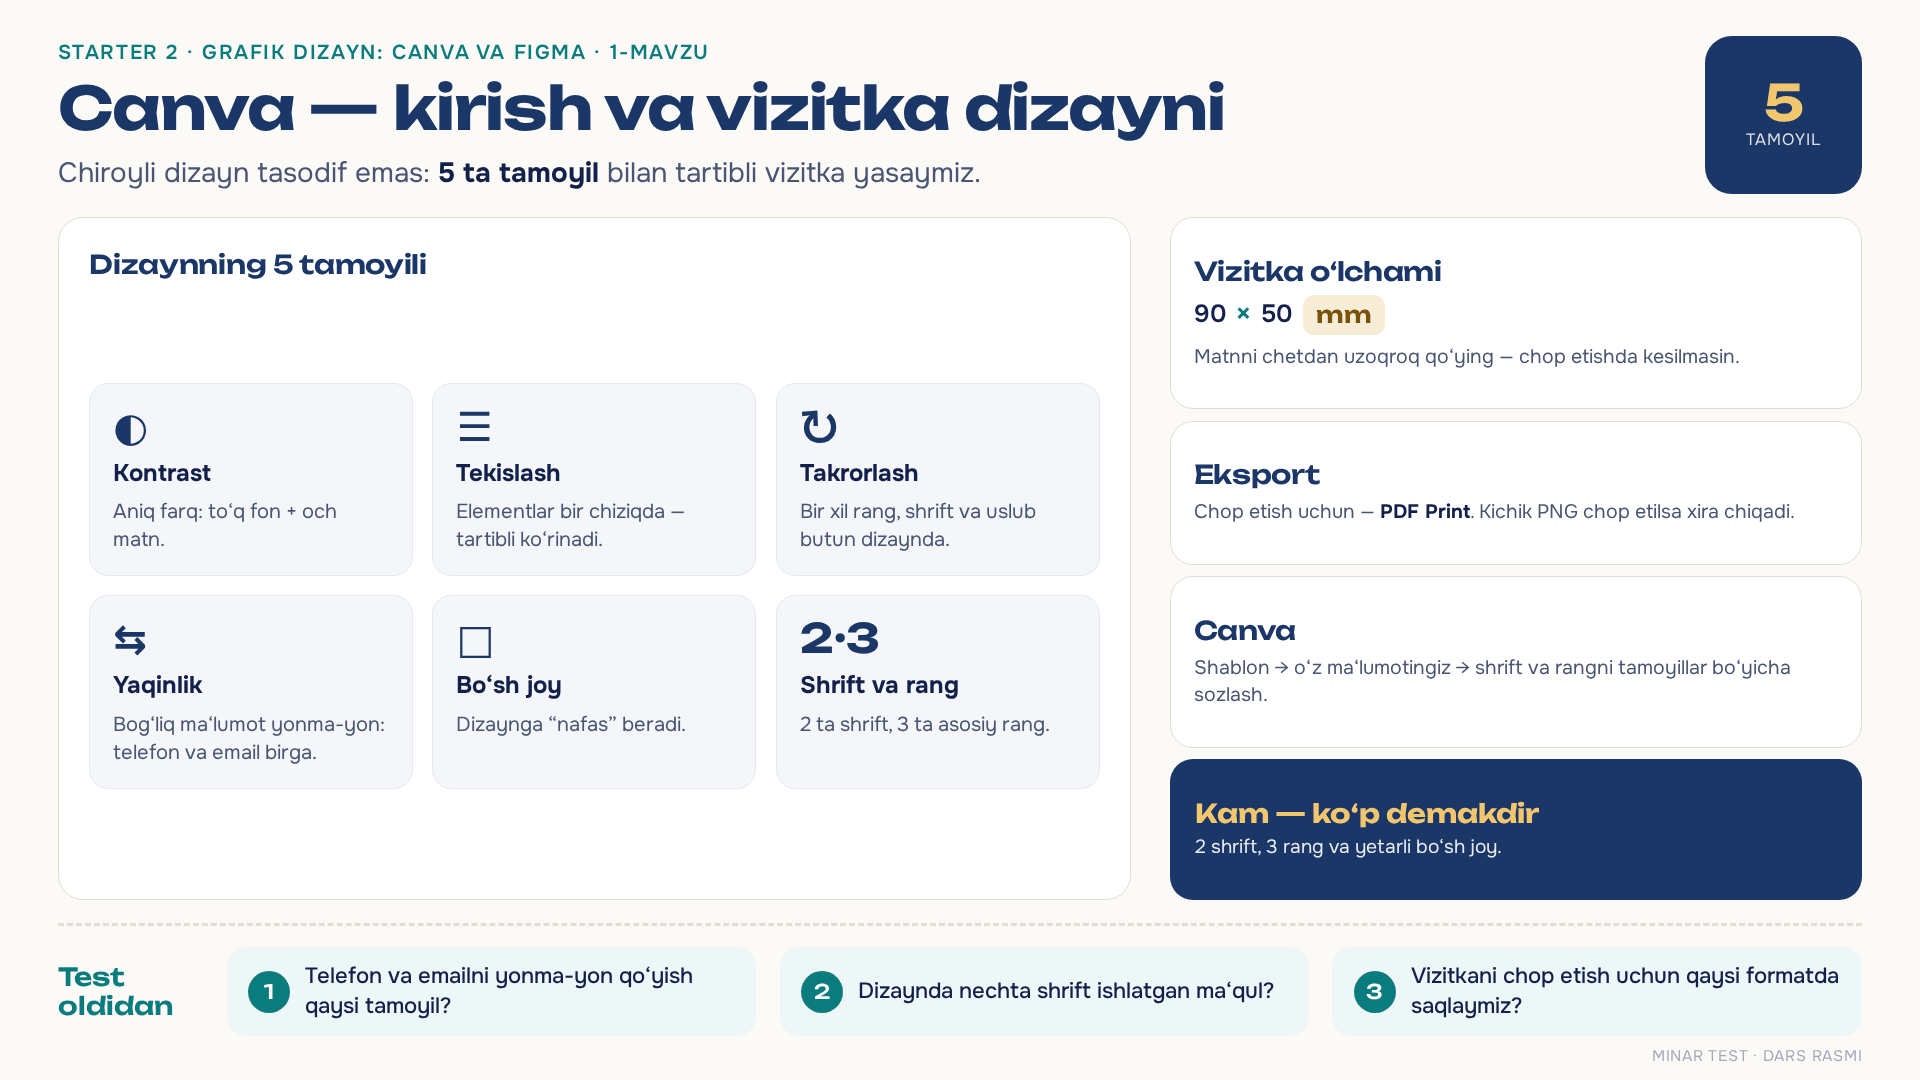 STARTER 2 · GRAFIK DIZAYN: CANVA VA FIGMA · 1-MAVZU
Canva — kirish va vizitka dizayni
Chiroyli dizayn tasodif emas: 5 ta tamoyil bilan tartibli vizitka yasaymiz.
5
TAMOYIL
Dizaynning 5 tamoyili
Kontrast
Aniq farq: to‘q fon + och
matn.
Tekislash
Elementlar bir chiziqda —
tartibli ko‘rinadi.
Takrorlash
Bir xil rang, shrift va uslub
butun dizaynda.
Yaqinlik
Bog‘liq ma‘lumot yonma-yon:
telefon va email birga.
Bo‘sh joy
Dizaynga “nafas” beradi.
2·3
Shrift va rang
2 ta shrift, 3 ta asosiy rang.
Vizitka o‘lchami
90 × 50 mm
Matnni chetdan uzoqroq qo‘ying — chop etishda kesilmasin.
Eksport
Chop etish uchun — PDF Print. Kichik PNG chop etilsa xira chiqadi.
Canva
Shablon → o‘z ma‘lumotingiz → shrift va rangni tamoyillar bo‘yicha
sozlash.
Kam — ko‘p demakdir
2 shrift, 3 rang va yetarli bo‘sh joy.
Test
oldidan
1
Telefon va emailni yonma-yon qo‘yish
qaysi tamoyil?
2
Dizaynda nechta shrift ishlatgan ma‘qul?
3
Vizitkani chop etish uchun qaysi formatda
saqlaymiz?
MINAR TEST · DARS RASMI